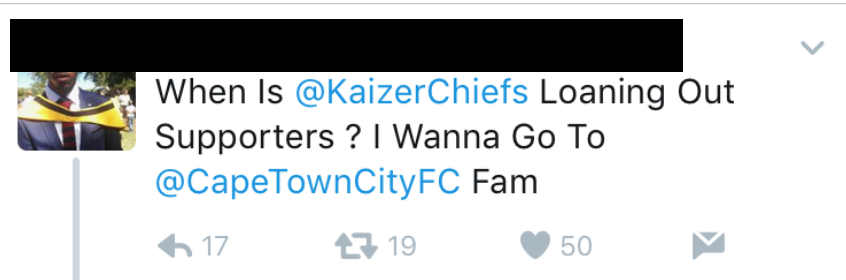 When Is @KaizerChiefs Loaning Out
Supporters ? I Wanna Go To
@CapeTownCityFC Fam
17 19 50